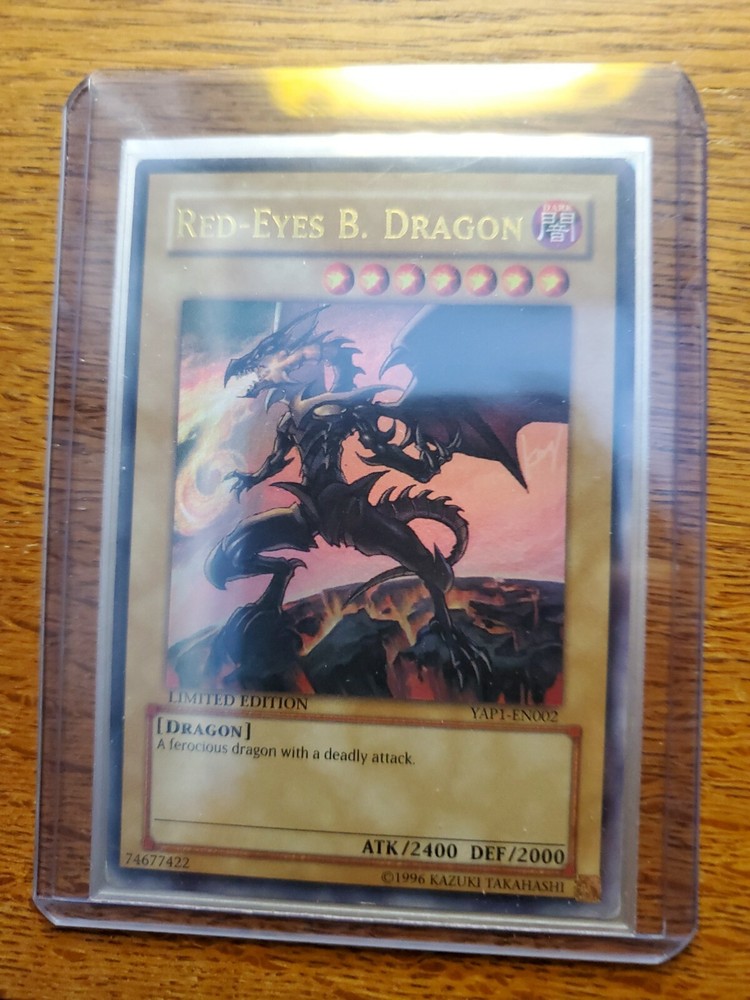 RED-EYES B. DRAGON
DARK
闇
LIMITED EDITION
YAP1-EN002
[DRAGON]
A ferocious dragon with a deadly attack.
ATK/2400 DEF/2000
74677422
©1996 KAZUKI TAKAHASHI